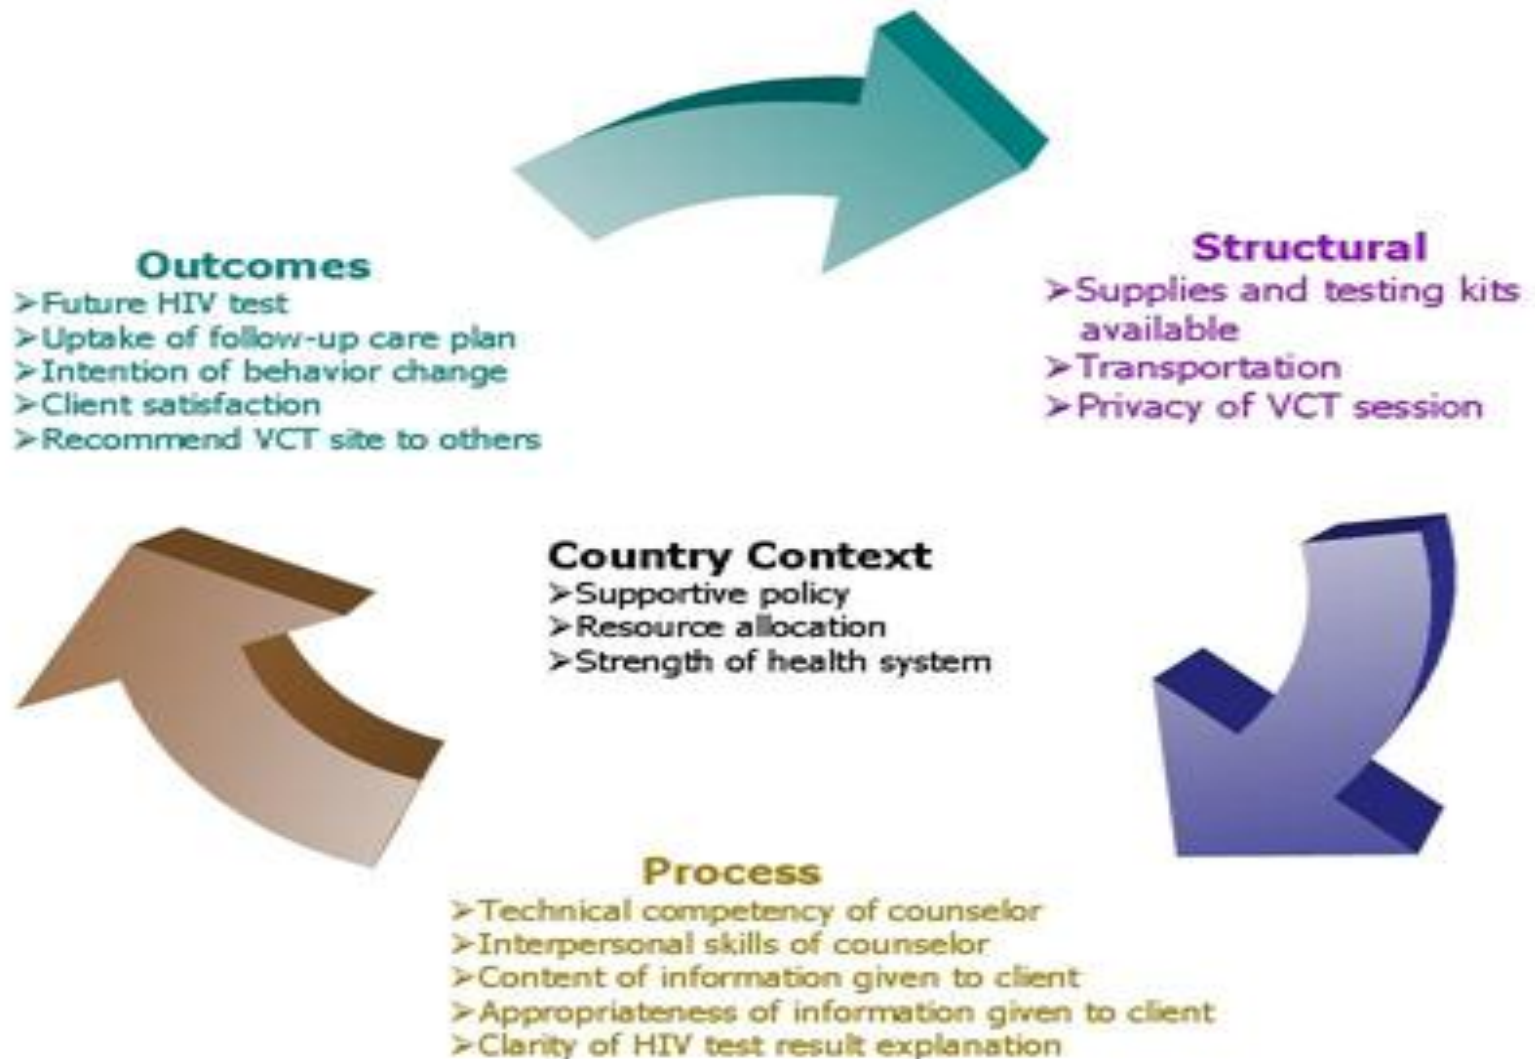 Outcomes
➢Future HIV test
➢Uptake of follow-up care plan
➢Intention of behavior change
➢Client satisfaction
➢Recommend VCT site to others
Structural
➢Supplies and testing kits
available
➢Transportation
➢Privacy of VCT session
Country Context
➢Supportive policy
➢Resource allocation
➢Strength of health system
Process
➢Technical competency of counselor
➢Interpersonal skills of counselor
➢Content of information given to client
➢Appropriateness of information given to client
➢Clarity of HIV test result explanation